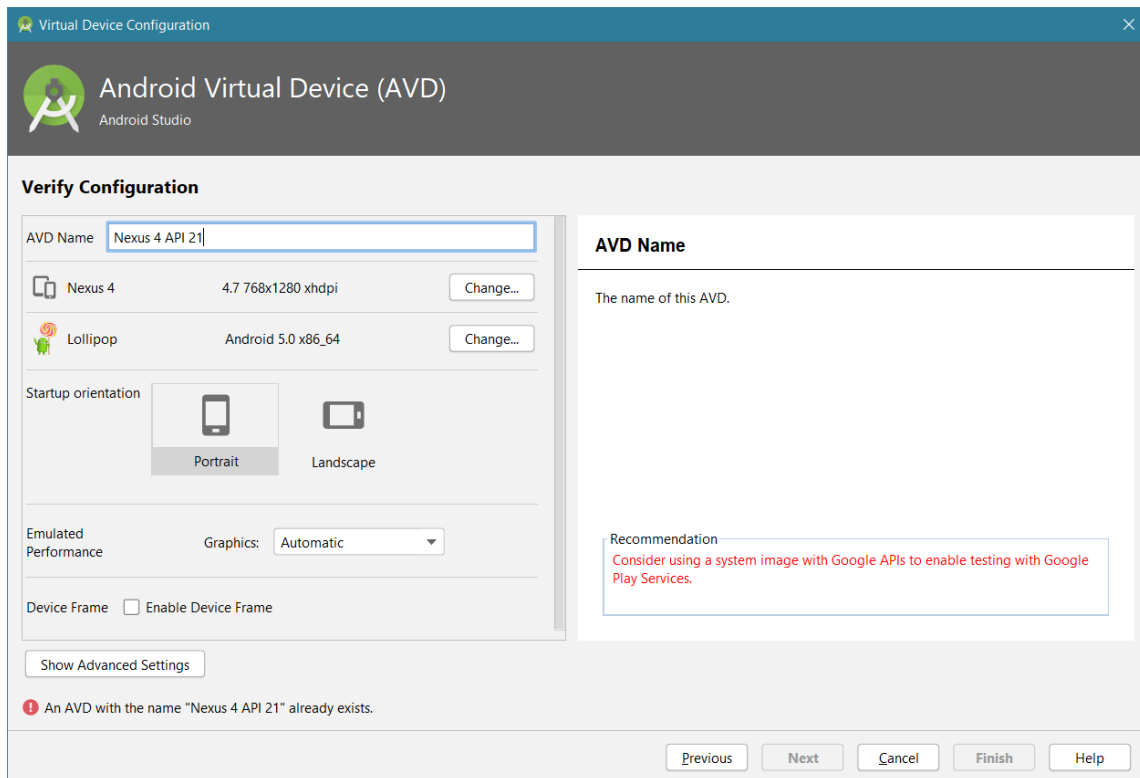 Virtual Device Configuration
Android Virtual Device (AVD)
Android Studio
Verify Configuration
AVD Name Nexus 4 API 21
Nexus 4 4.7 768x1280 xhdpi Change...
Lollipop Android 5.0 x86_64 Change...
Startup orientation
Portrait Landscape
Emulated
Performance
Graphics: Automatic
Device Frame Enable Device Frame
Show Advanced Settings
AVD Name
The name of this AVD.
Recommendation
Consider using a system image with Google APIs to enable testing with Google
Play Services.
An AVD with the name "Nexus 4 API 21" already exists.
Previous Next Cancel Finish Help